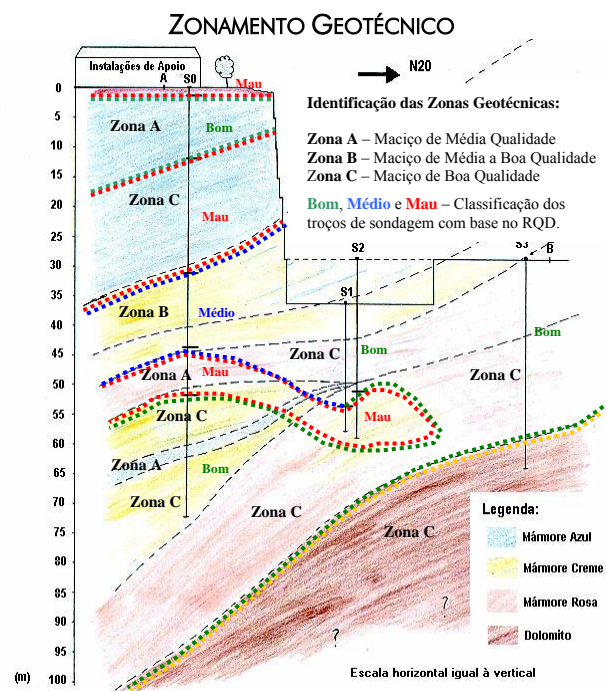 ZONAMENTO GEOTÉCNICO
Instalações de Apoio
A S0
Mau
N20
Identificação das Zonas Geotécnicas:
Zona A – Maciço de Média Qualidade
Zona B – Maciço de Média a Boa Qualidade
Zona C – Maciço de Boa Qualidade
Bom, Médio e Mau – Classificação dos
troços de sondagem com base no RQD.
0
5
10
15
20
25
30
35
40
45
50
55
60
65
70
75
80
85
90
95
100
(m)
Zona A
Bom
Zona C
Mau
S2
S3
B
S1
Zona B
Médio
Bom
Zona C
Bom
Zona A
Mau
Zona C
Zona C
Mau
Zona A
Bom
Zona C
Zona C
Zona C
?
?
Legenda:
Mármore Azul
Mármore Creme
Mármore Rosa
Dolomito
Escala horizontal igual à vertical